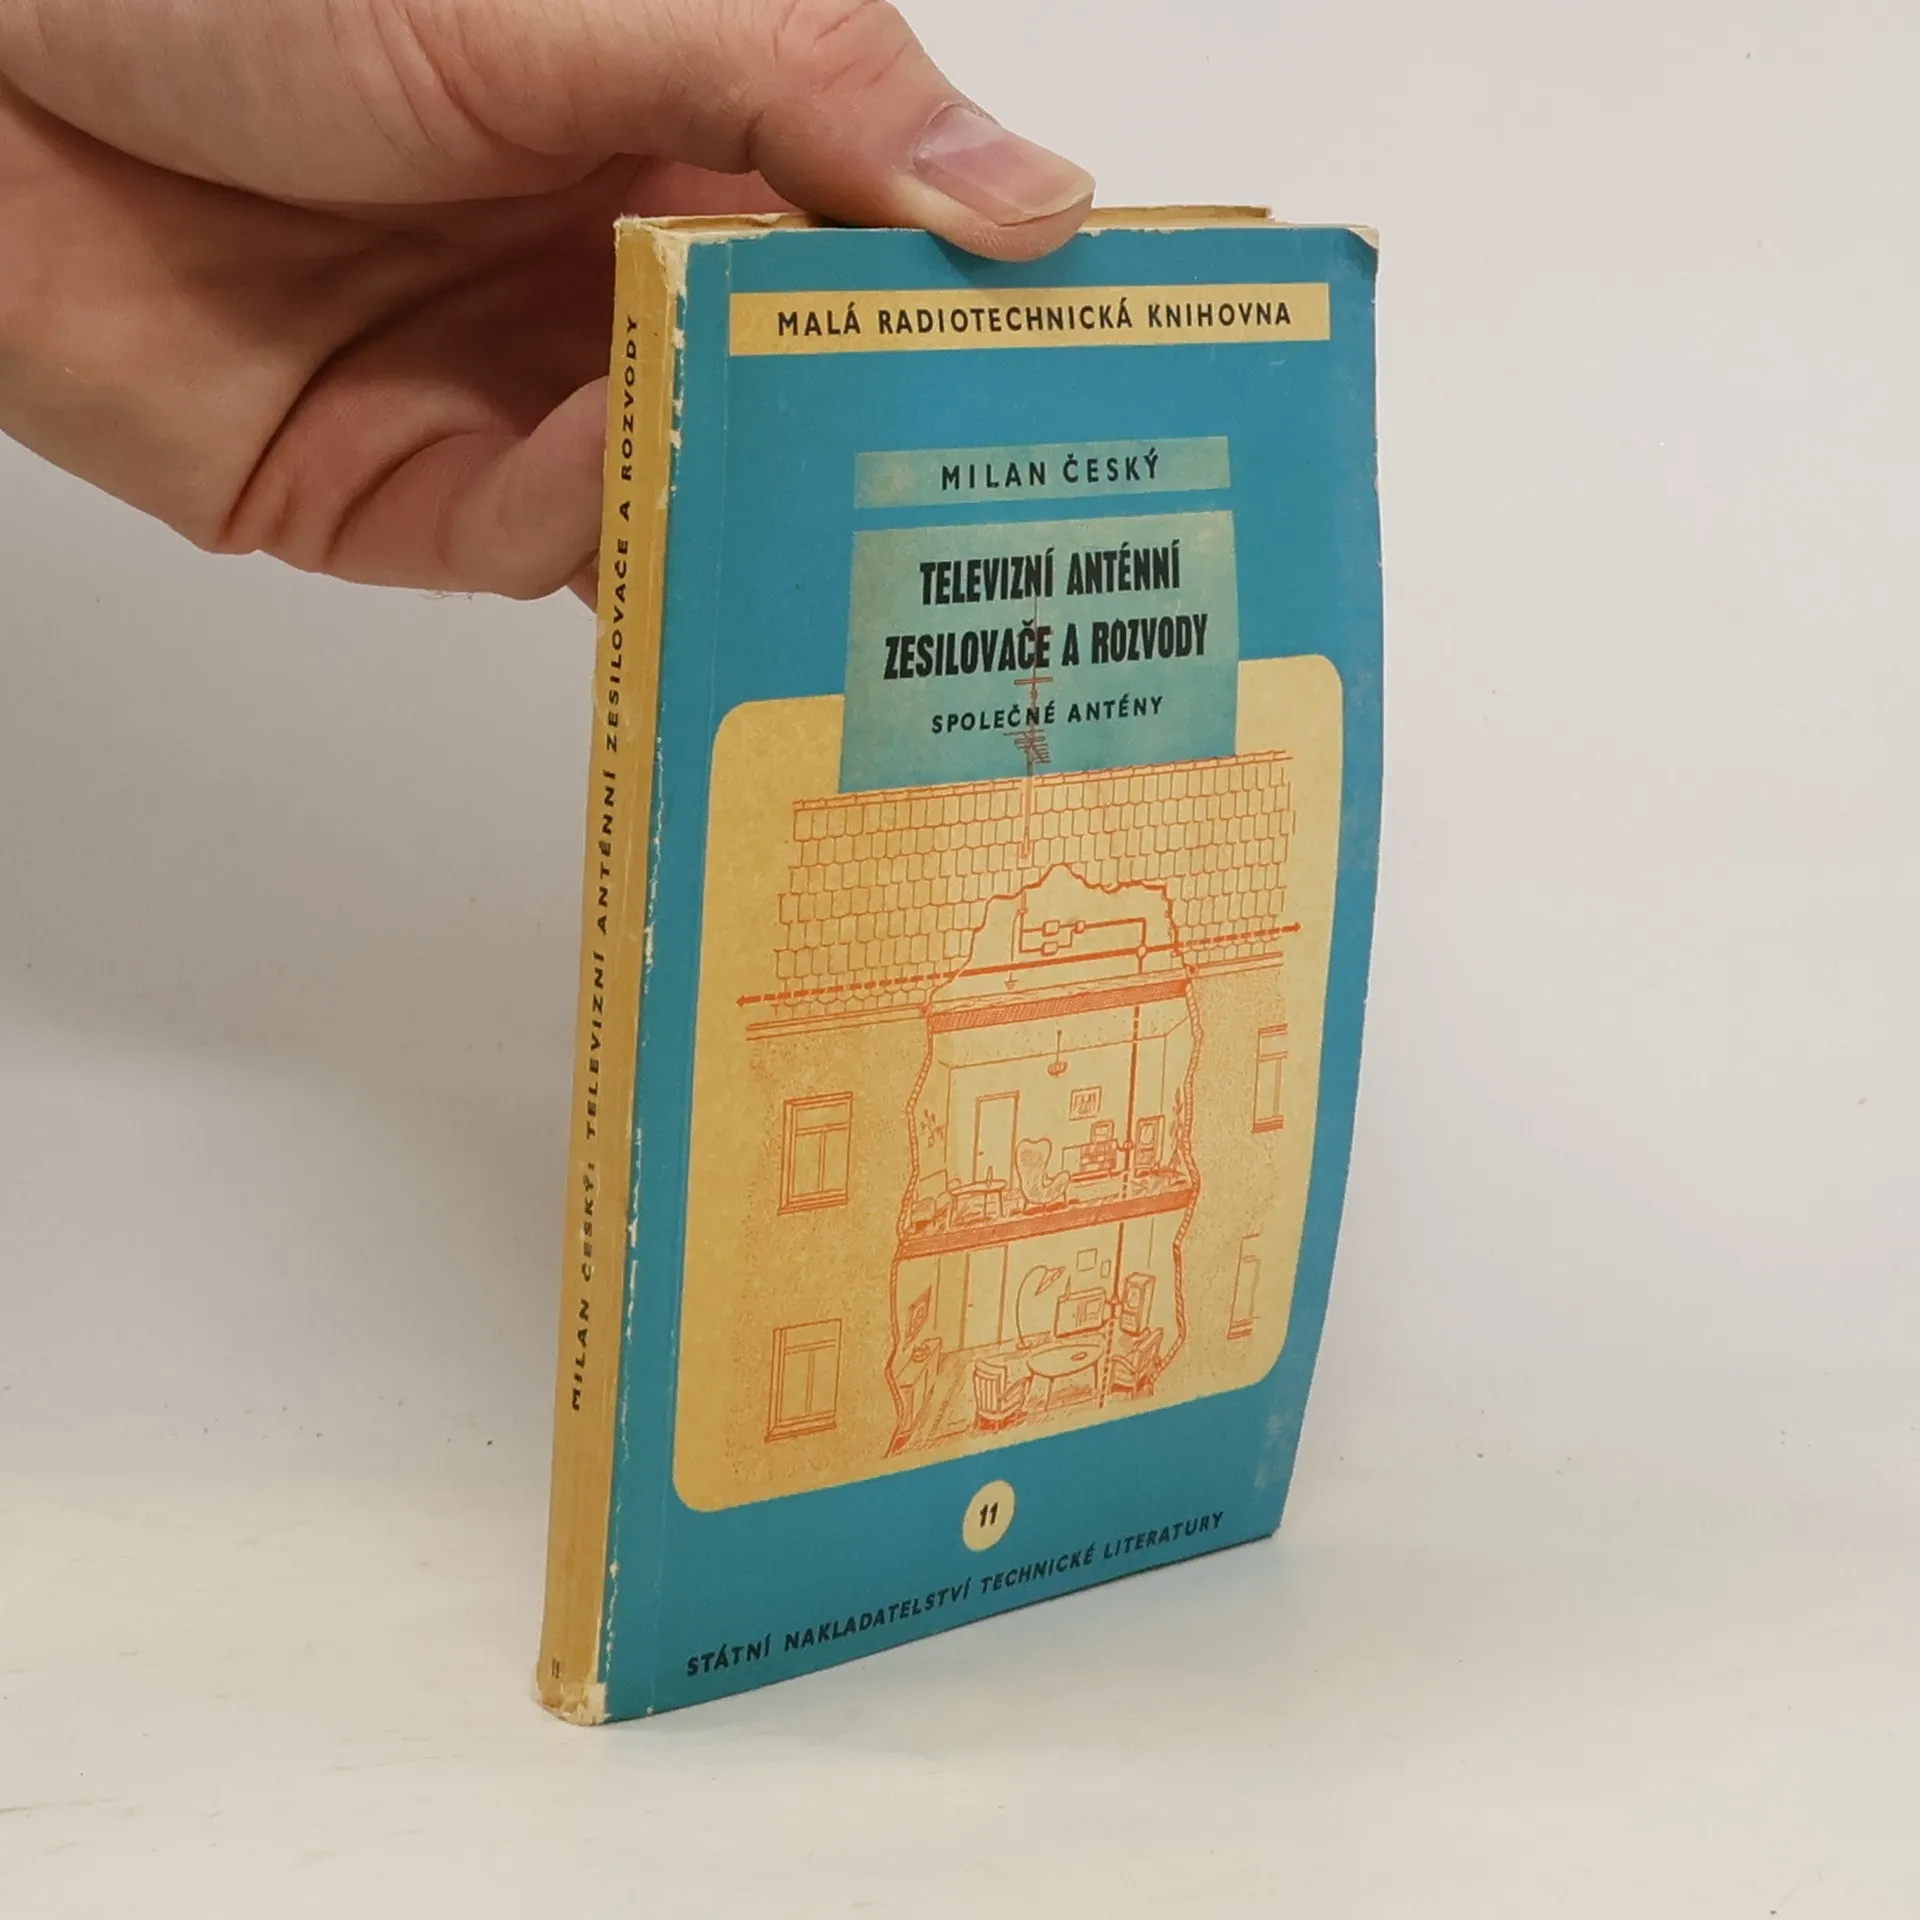 MALÁ RADIOTECHNICKÁ KNIHOVNA
MILAN ČESKÝ
TELEVIZNÍ ANTÉNNÍ
ZESILOVAČE A ROZVODY
SPOLEČNÉ ANTÉNY
11
STÁTNÍ NAKLADATELSTVÍ TECHNICKÉ LITERATURY
MILAN ČESKÝ: TELEVIZNÍ ANTÉNNÍ ZESILOVAČE A ROZVODY
11